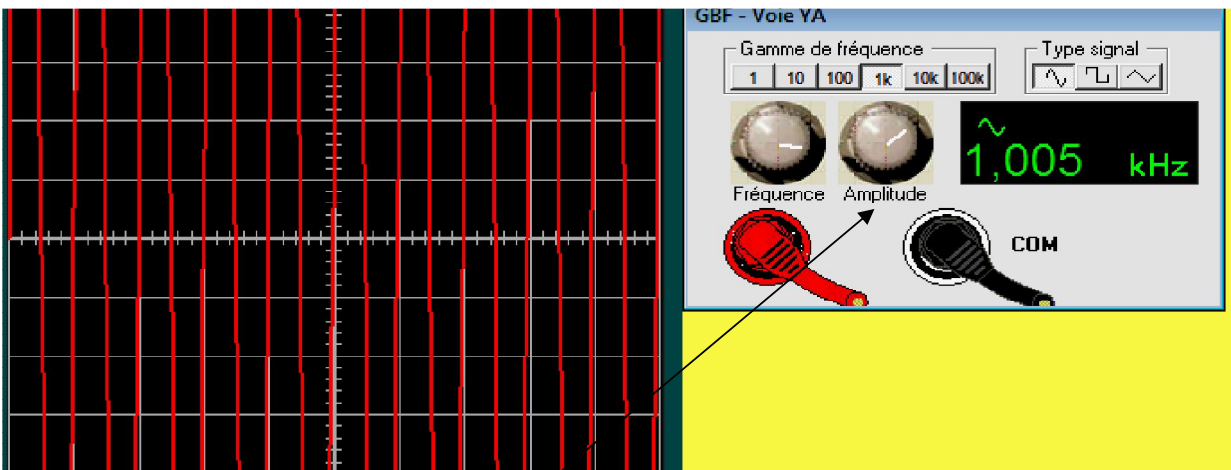 GBF - Voie YA
Gamme de fréquence
Type signal
1 10 100 1k 10k 100k
1,005 kHz
Fréquence Amplitude
COM